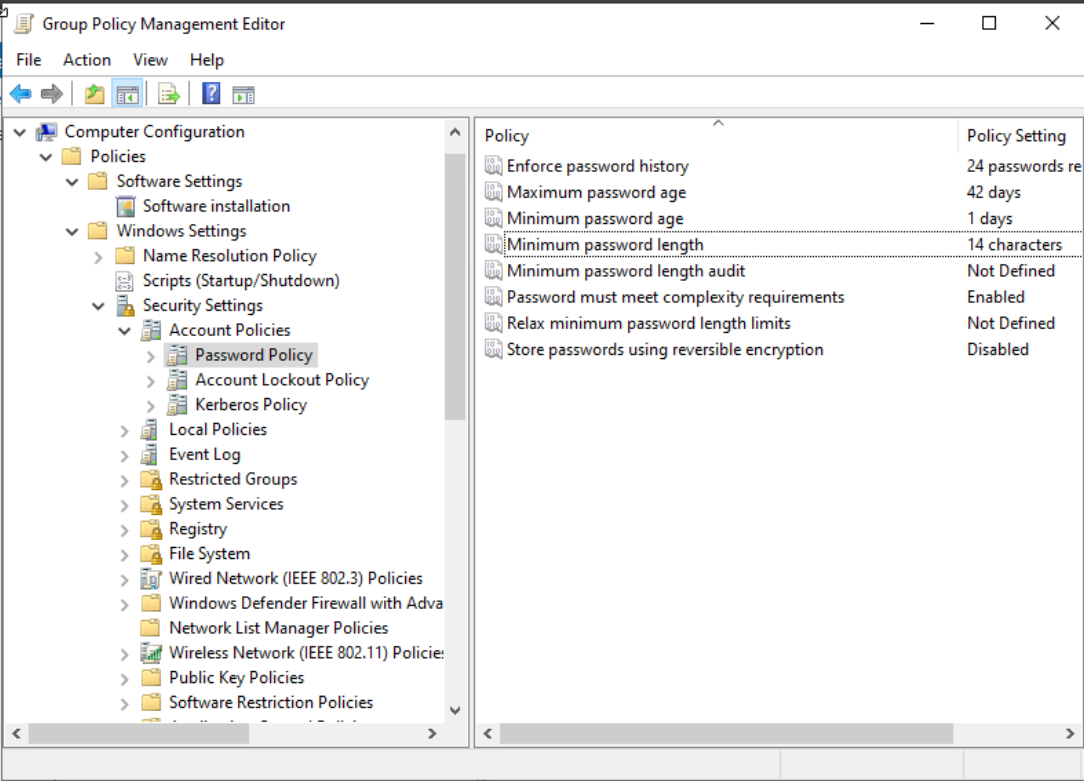 Group Policy Management Editor
File Action View Help
Computer Configuration
Policies
Software Settings
Software installation
Windows Settings
Name Resolution Policy
Scripts (Startup/Shutdown)
Security Settings
Account Policies
Password Policy
Account Lockout Policy
Kerberos Policy
Local Policies
Event Log
Restricted Groups
System Services
Registry
File System
Wired Network (IEEE 802.3) Policies
Windows Defender Firewall with Adva
Network List Manager Policies
Wireless Network (IEEE 802.11) Policies
Public Key Policies
Software Restriction Policies
Policy Policy Setting
Enforce password history 24 passwords re
Maximum password age 42 days
Minimum password age 1 days
Minimum password length 14 characters
Minimum password length audit Not Defined
Password must meet complexity requirements Enabled
Relax minimum password length limits Not Defined
Store passwords using reversible encryption Disabled